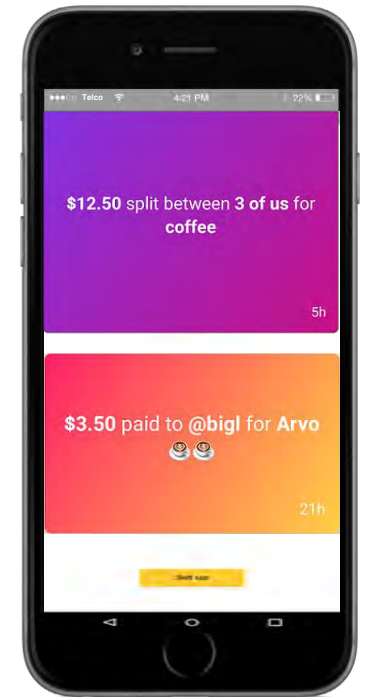 Telco 4:21 PM 22%
$12.50 split between 3 of us for
coffee
5h
$3.50 paid to @bigl for Arvo
21h